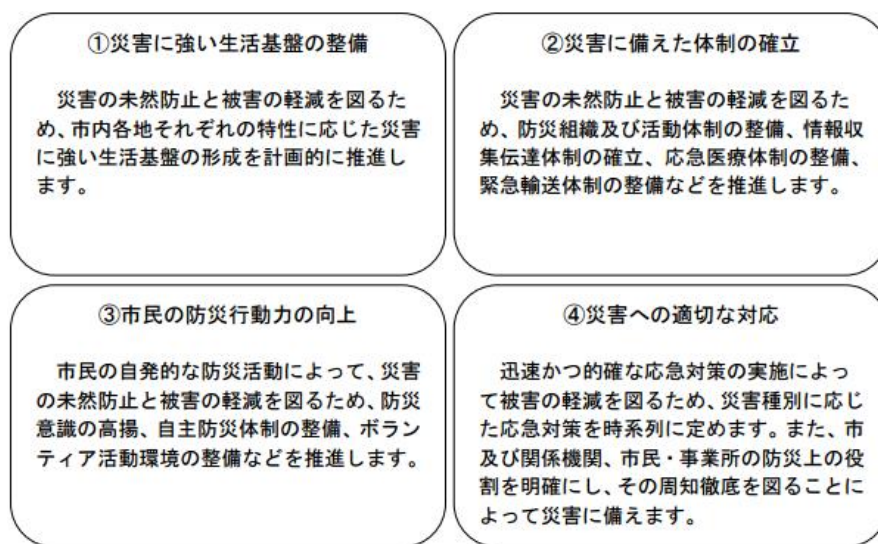 ①災害に強い生活基盤の整備
災害の未然防止と被害の軽減を図るた
め、市内各地それぞれの特性に応じた災害
に強い生活基盤の形成を計画的に推進し
ます。
②災害に備えた体制の確立
災害の未然防止と被害の軽減を図るた
め、防災組織及び活動体制の整備、情報収
集伝達体制の確立、応急医療体制の整備、
緊急輸送体制の整備などを推進します。
③市民の防災行動力の向上
市民の自発的な防災活動によって、災害
の未然防止と被害の軽減を図るため、防災
意識の高揚、自主防災体制の整備、ボラン
ティア活動環境の整備などを推進します。
④災害への適切な対応
迅速かつ的確な応急対策の実施によっ
て被害の軽減を図るため、災害種別に応じ
た応急対策を時系列に定めます。また、市
及び関係機関、市民・事業所の防災上の役
割を明確にし、その周知徹底を図ることに
よって災害に備えます。